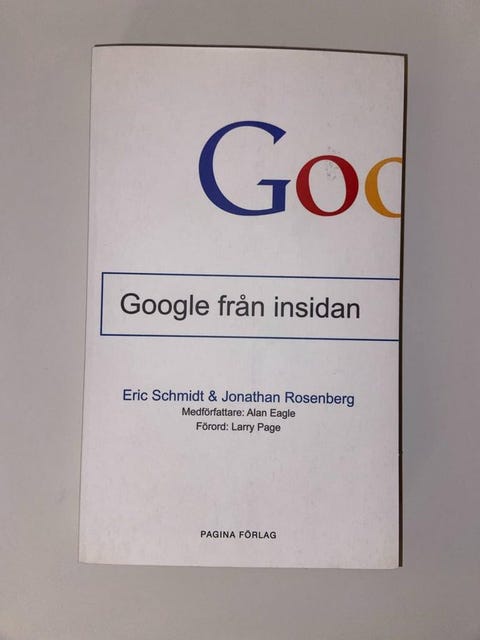 Goo
Google från insidan
Eric Schmidt & Jonathan Rosenberg
Medförfattare: Alan Eagle
Förord: Larry Page
PAGINA FÖRLAG